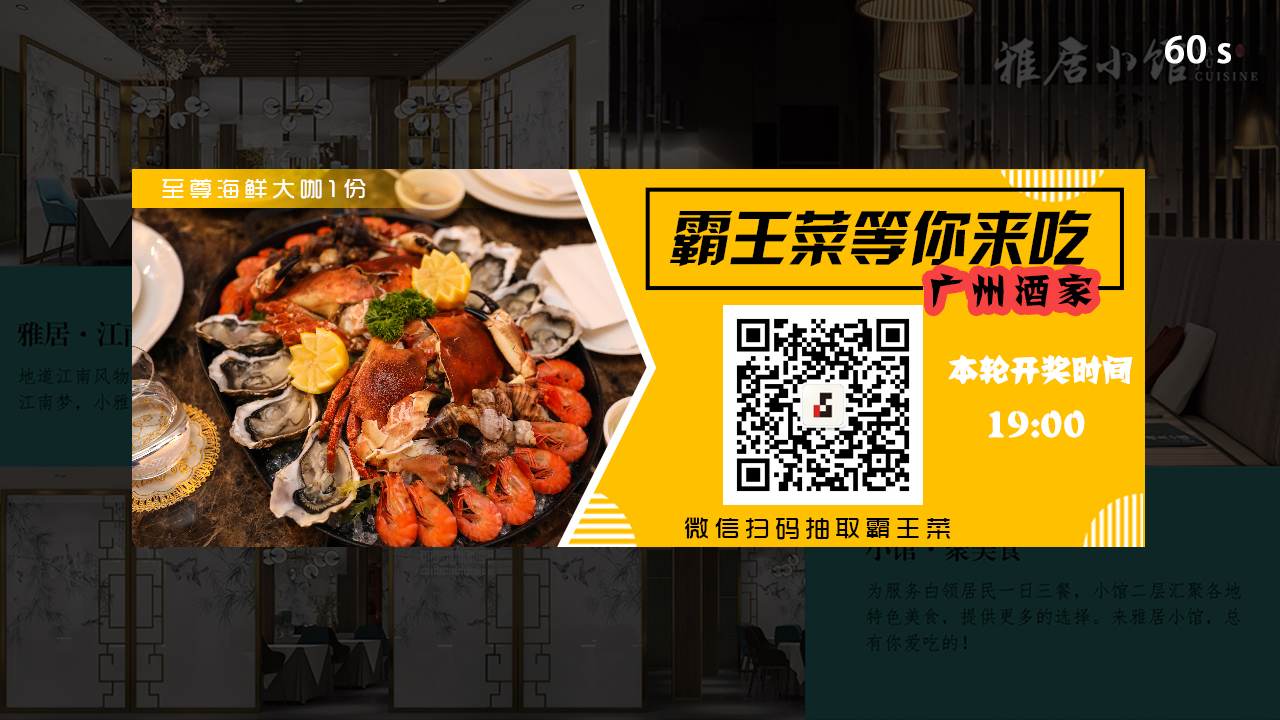 60 s
雅居小馆
CUISINE
至尊海鲜大咖1份
霸王菜等你来吃
广州酒家
雅居·江南
地道江南风物
江南梦，小雅
本轮开奖时间
19:00
微信扫码抽取霸王菜
小馆·聚美食
为服务白领居民一日三餐，小馆二层汇聚各地
特色美食，提供更多的选择。来雅居小馆，总
有你爱吃的！